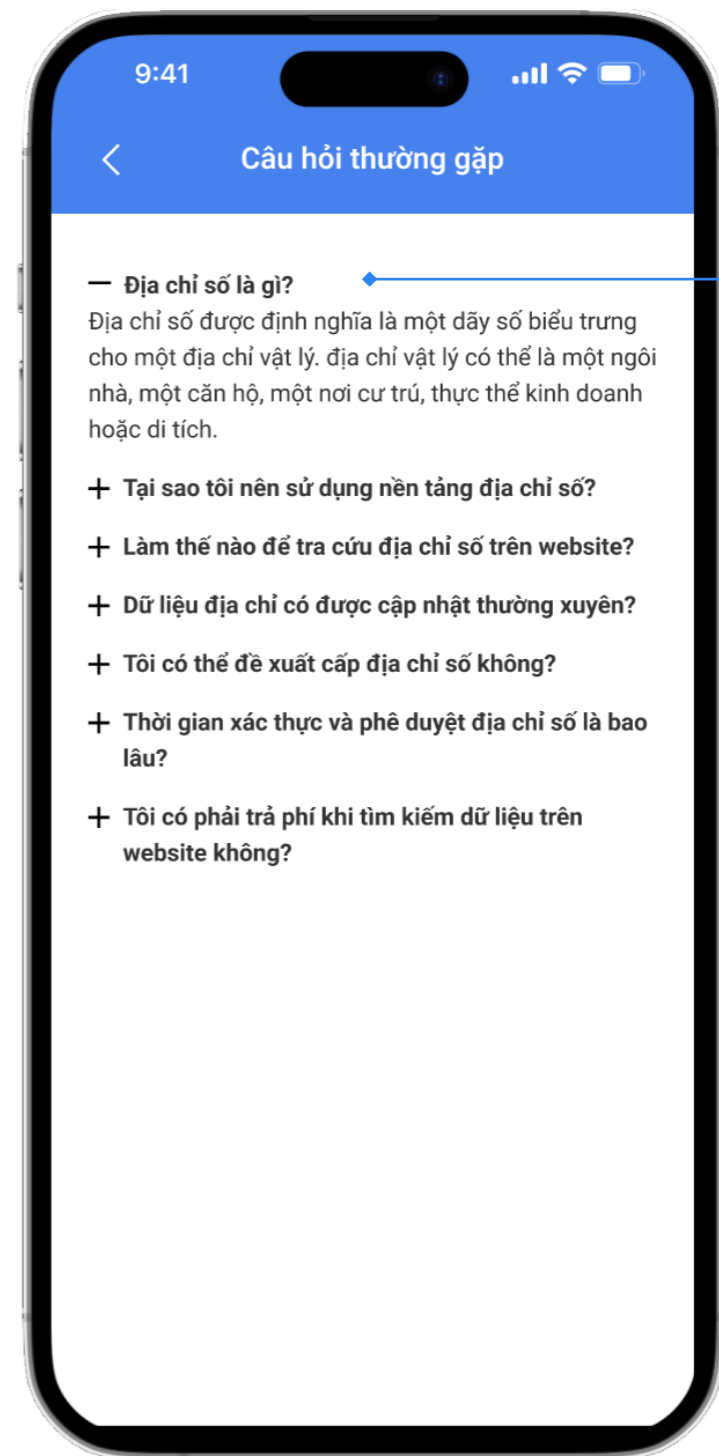 9:41
Câu hỏi thường gặp
Địa chỉ số là gì?
Địa chỉ số được định nghĩa là một dãy số biểu trưng
cho một địa chỉ vật lý. địa chỉ vật lý có thể là một ngôi
nhà, một căn hộ, một nơi cư trú, thực thể kinh doanh
hoặc di tích.
Tại sao tôi nên sử dụng nền tảng địa chỉ số?
Làm thế nào để tra cứu địa chỉ số trên website?
Dữ liệu địa chỉ có được cập nhật thường xuyên?
Tôi có thể đề xuất cấp địa chỉ số không?
Thời gian xác thực và phê duyệt địa chỉ số là bao
lâu?
Tôi có phải trả phí khi tìm kiếm dữ liệu trên
website không?